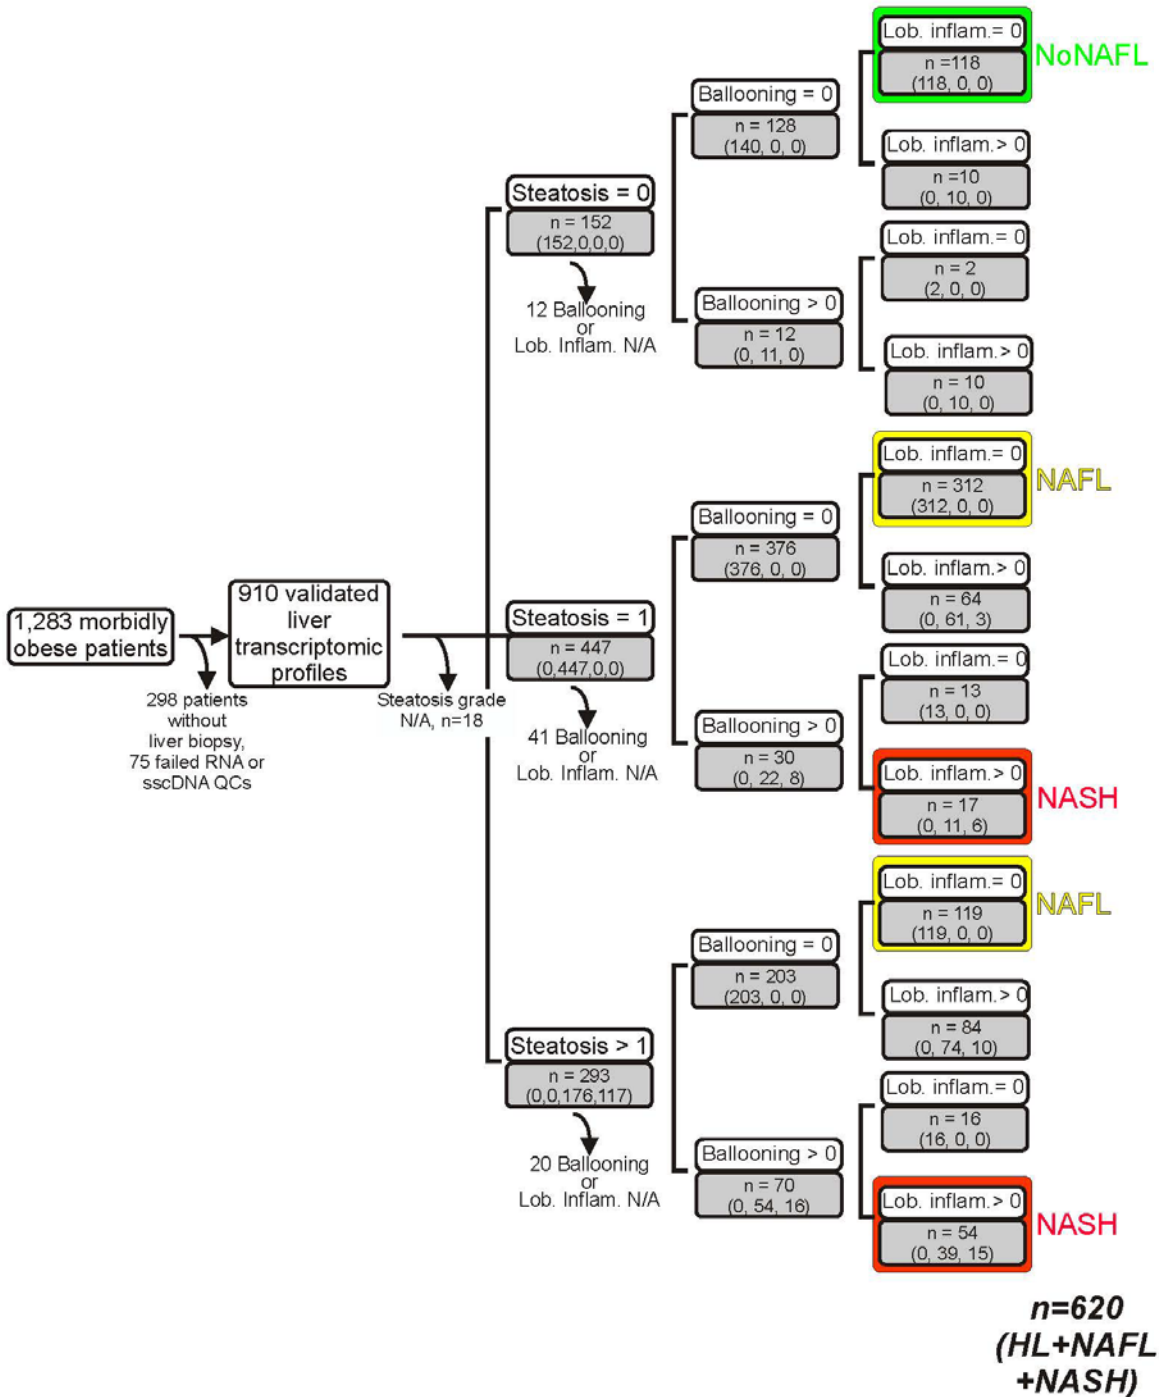 1,283 morbidly
obese patients
298 patients
without
liver biopsy,
75 failed RNA or
sscDNA QCs
910 validated
liver
transcriptomic
profiles
Steatosis grade
N/A, n=18
Steatosis = 0
n = 152
(152,0,0,0)
12 Ballooning
or
Lob. Inflam. N/A
Ballooning = 0
n = 128
(140, 0, 0)
Lob. inflam.= 0
n =118
(118, 0, 0)
NoNAFL
Lob. inflam.> 0
n =10
(0, 10, 0)
Ballooning > 0
n = 12
(0, 11, 0)
Lob. inflam.= 0
n = 2
(2, 0, 0)
Lob. inflam.> 0
n = 10
(0, 10, 0)
Steatosis = 1
n = 447
(0,447,0,0)
41 Ballooning
or
Lob. Inflam. N/A
Ballooning = 0
n = 376
(376, 0, 0)
Lob. inflam.= 0
n = 312
(312, 0, 0)
NAFL
Lob. inflam.> 0
n = 64
(0, 61, 3)
Ballooning > 0
n = 30
(0, 22, 8)
Lob. inflam.= 0
n = 13
(13, 0, 0)
Lob. inflam.> 0
n = 17
(0, 11, 6)
NASH
Steatosis > 1
n = 293
(0,0,176,117)
20 Ballooning
or
Lob. Inflam. N/A
Ballooning = 0
n = 203
(203, 0, 0)
Lob. inflam.= 0
n = 119
(119, 0, 0)
NAFL
Lob. inflam.> 0
n = 84
(0, 74, 10)
Ballooning > 0
n = 70
(0, 54, 16)
Lob. inflam.= 0
n = 16
(16, 0, 0)
Lob. inflam.> 0
n = 54
(0, 39, 15)
NASH
n=620
(HL+NAFL
+NASH)